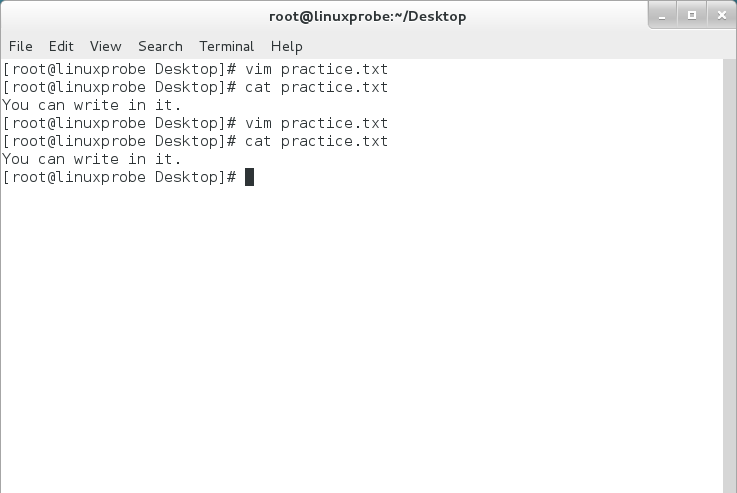 root@linuxprobe:~/Desktop
File Edit View Search Terminal Help
[root@linuxprobe Desktop]# vim practice.txt
[root@linuxprobe Desktop]# cat practice.txt
You can write in it.
[root@linuxprobe Desktop]# vim practice.txt
[root@linuxprobe Desktop]# cat practice.txt
You can write in it.
[root@linuxprobe Desktop]#